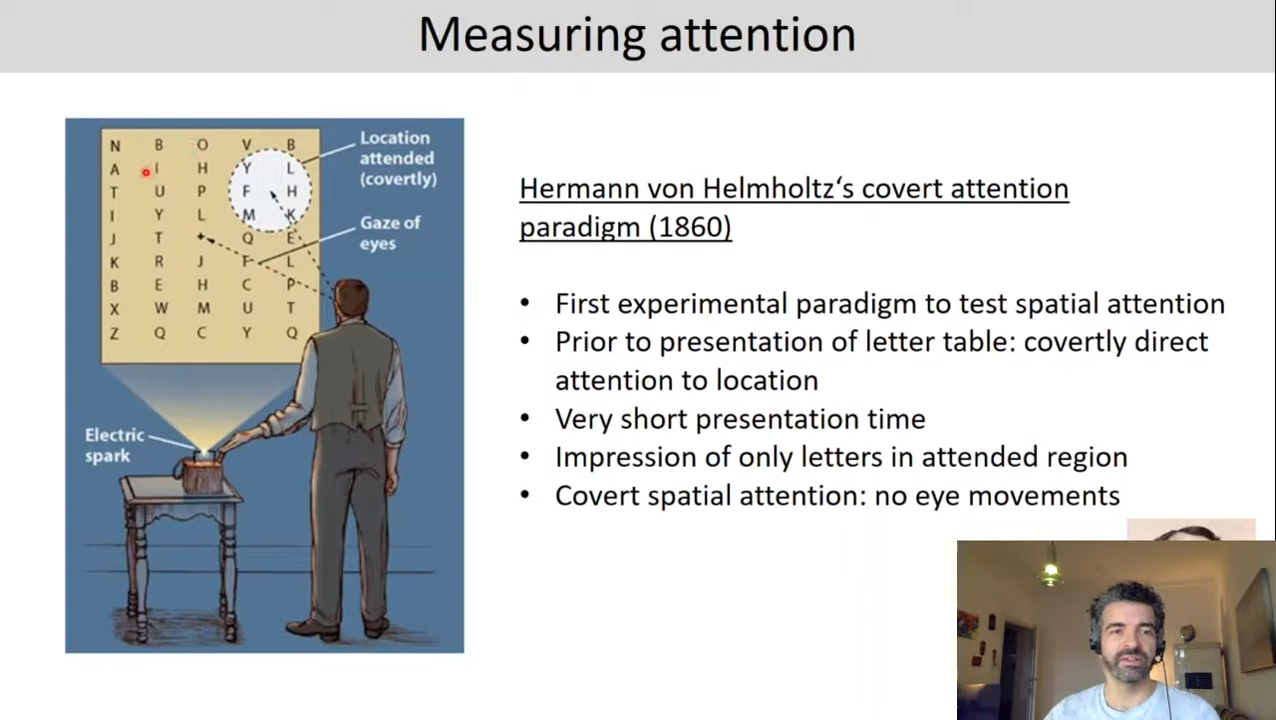 Measuring attention
N B O V B
A I H Y L
T U P F H
I Y L M K
J T Q E
K R J F L
B E H C P
X W M U T
Z Q C Y Q
Location
attended
(covertly)
Gaze of
eyes
Electric
spark
Hermann von Helmholtz‘s covert attention
paradigm (1860)
• First experimental paradigm to test spatial attention
• Prior to presentation of letter table: covertly direct
attention to location
• Very short presentation time
• Impression of only letters in attended region
• Covert spatial attention: no eye movements